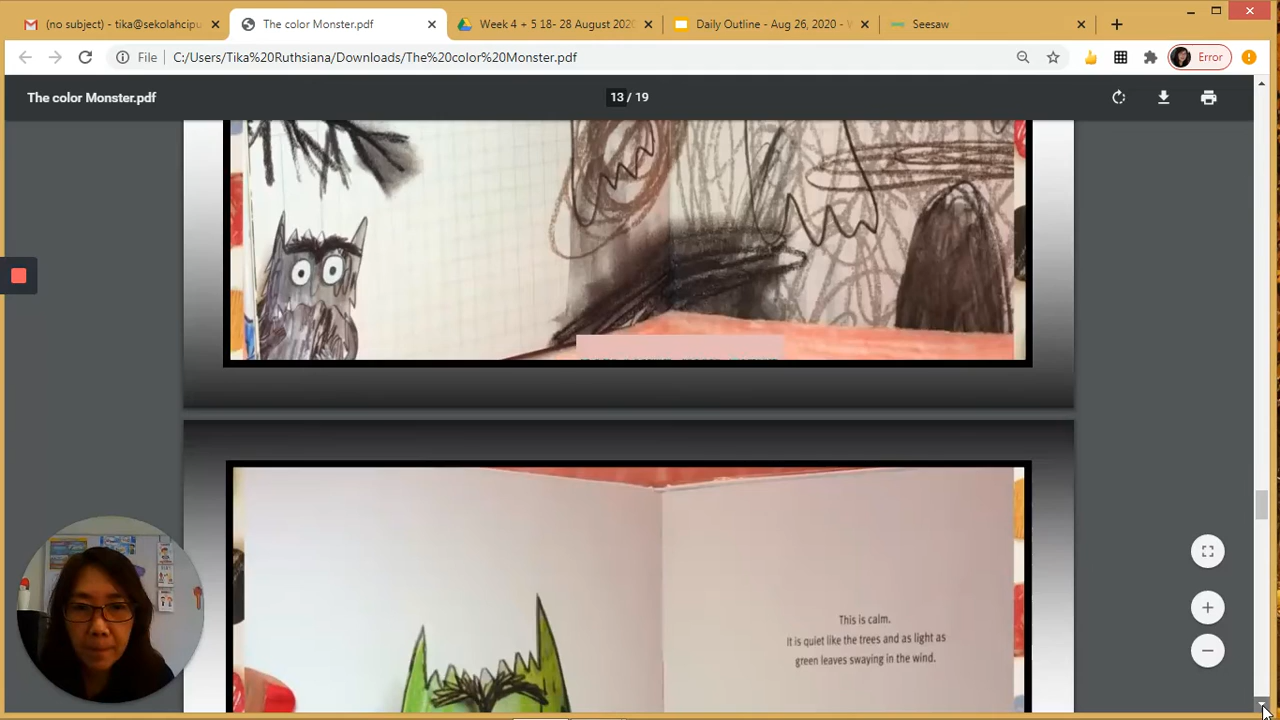 (no subject) - tika@sekolahcipu
The color Monster.pdf
Week 4 + 5 18- 28 August 2020
Daily Outline - Aug 26, 2020 - W
Seesaw
File
C:/Users/Tika%20Ruthsiana/Downloads/The%20color%20Monster.pdf
Error
The color Monster.pdf
13 / 19
This is calm.
It is quiet like the trees and as light as
green leaves swaying in the wind.